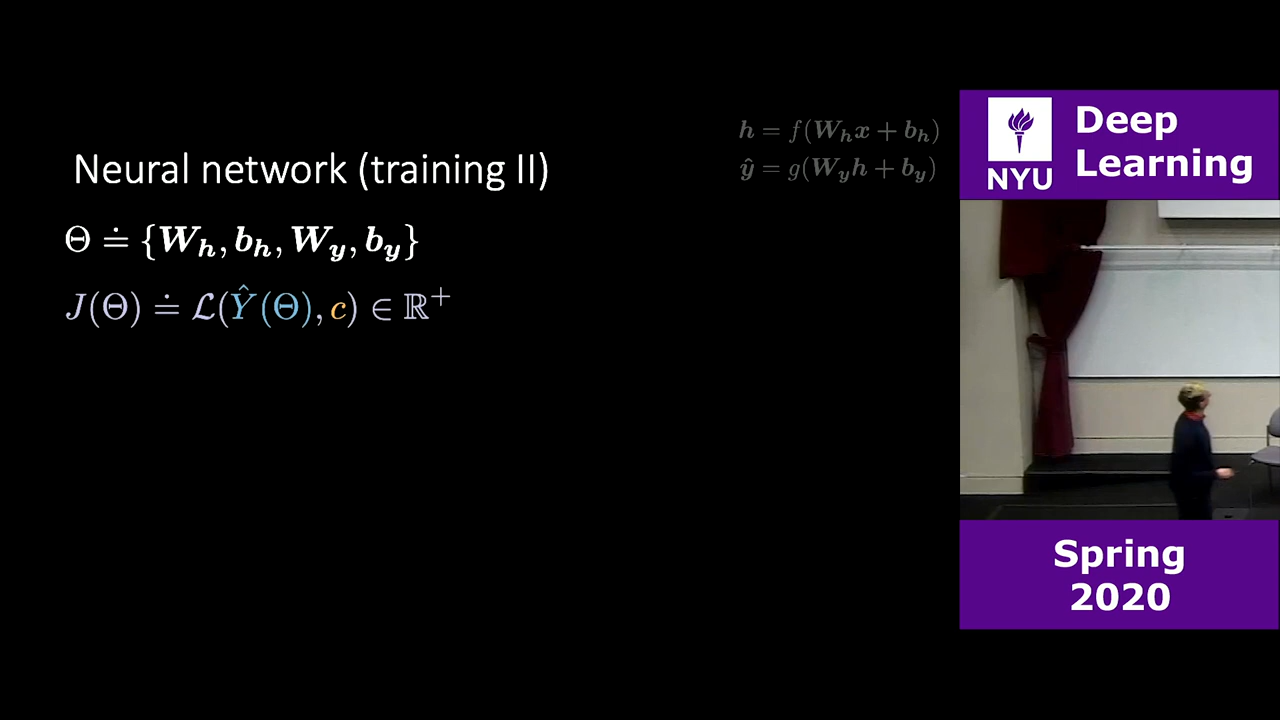 h = f(W_h x + b_h)
ŷ = g(W_y h + b_y)
Neural network (training II)
Θ ≐ {W_h, b_h, W_y, b_y}
J(Θ) ≐ ℒ(Ŷ(Θ), c) ∈ ℝ⁺
NYU
Deep
Learning
Spring
2020